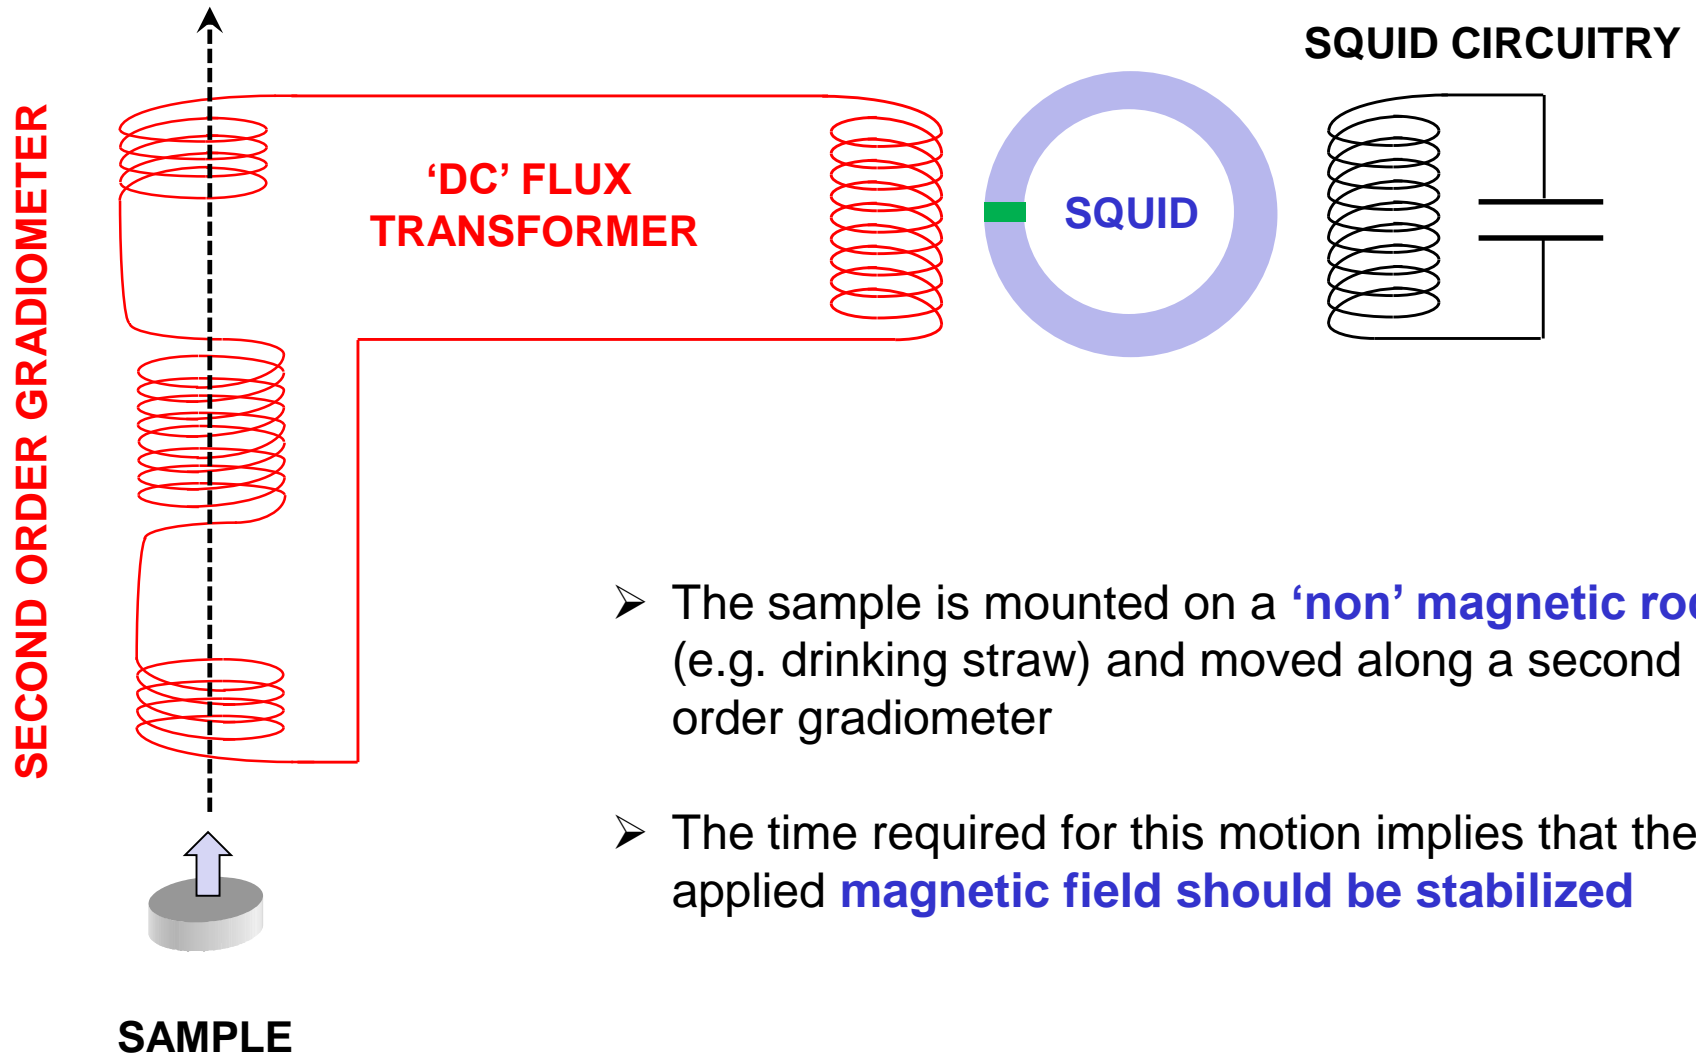 SQUID CIRCUITRY
SECOND ORDER GRADIOMETER
‘DC’ FLUX
TRANSFORMER
SQUID
➢ The sample is mounted on a ‘non’ magnetic
(e.g. drinking straw) and moved along a second
order gradiometer
➢ The time required for this motion implies that the
applied magnetic field should be stabilized
SAMPLE